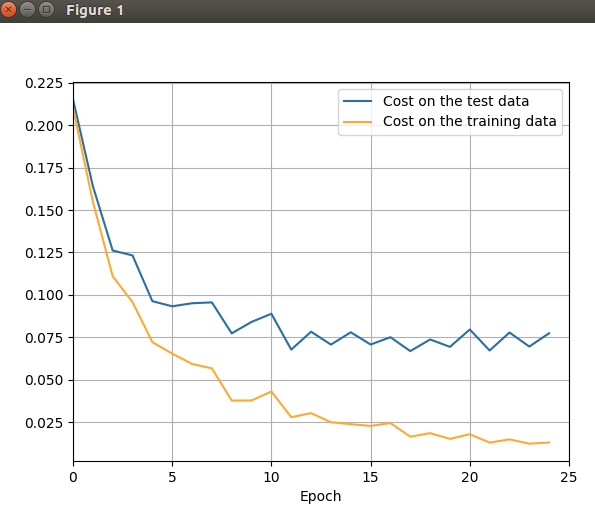 Figure 1
0.225
0.200
0.175
0.150
0.125
0.100
0.075
0.050
0.025
Cost on the test data
Cost on the training data
0 5 10 15 20 25
Epoch